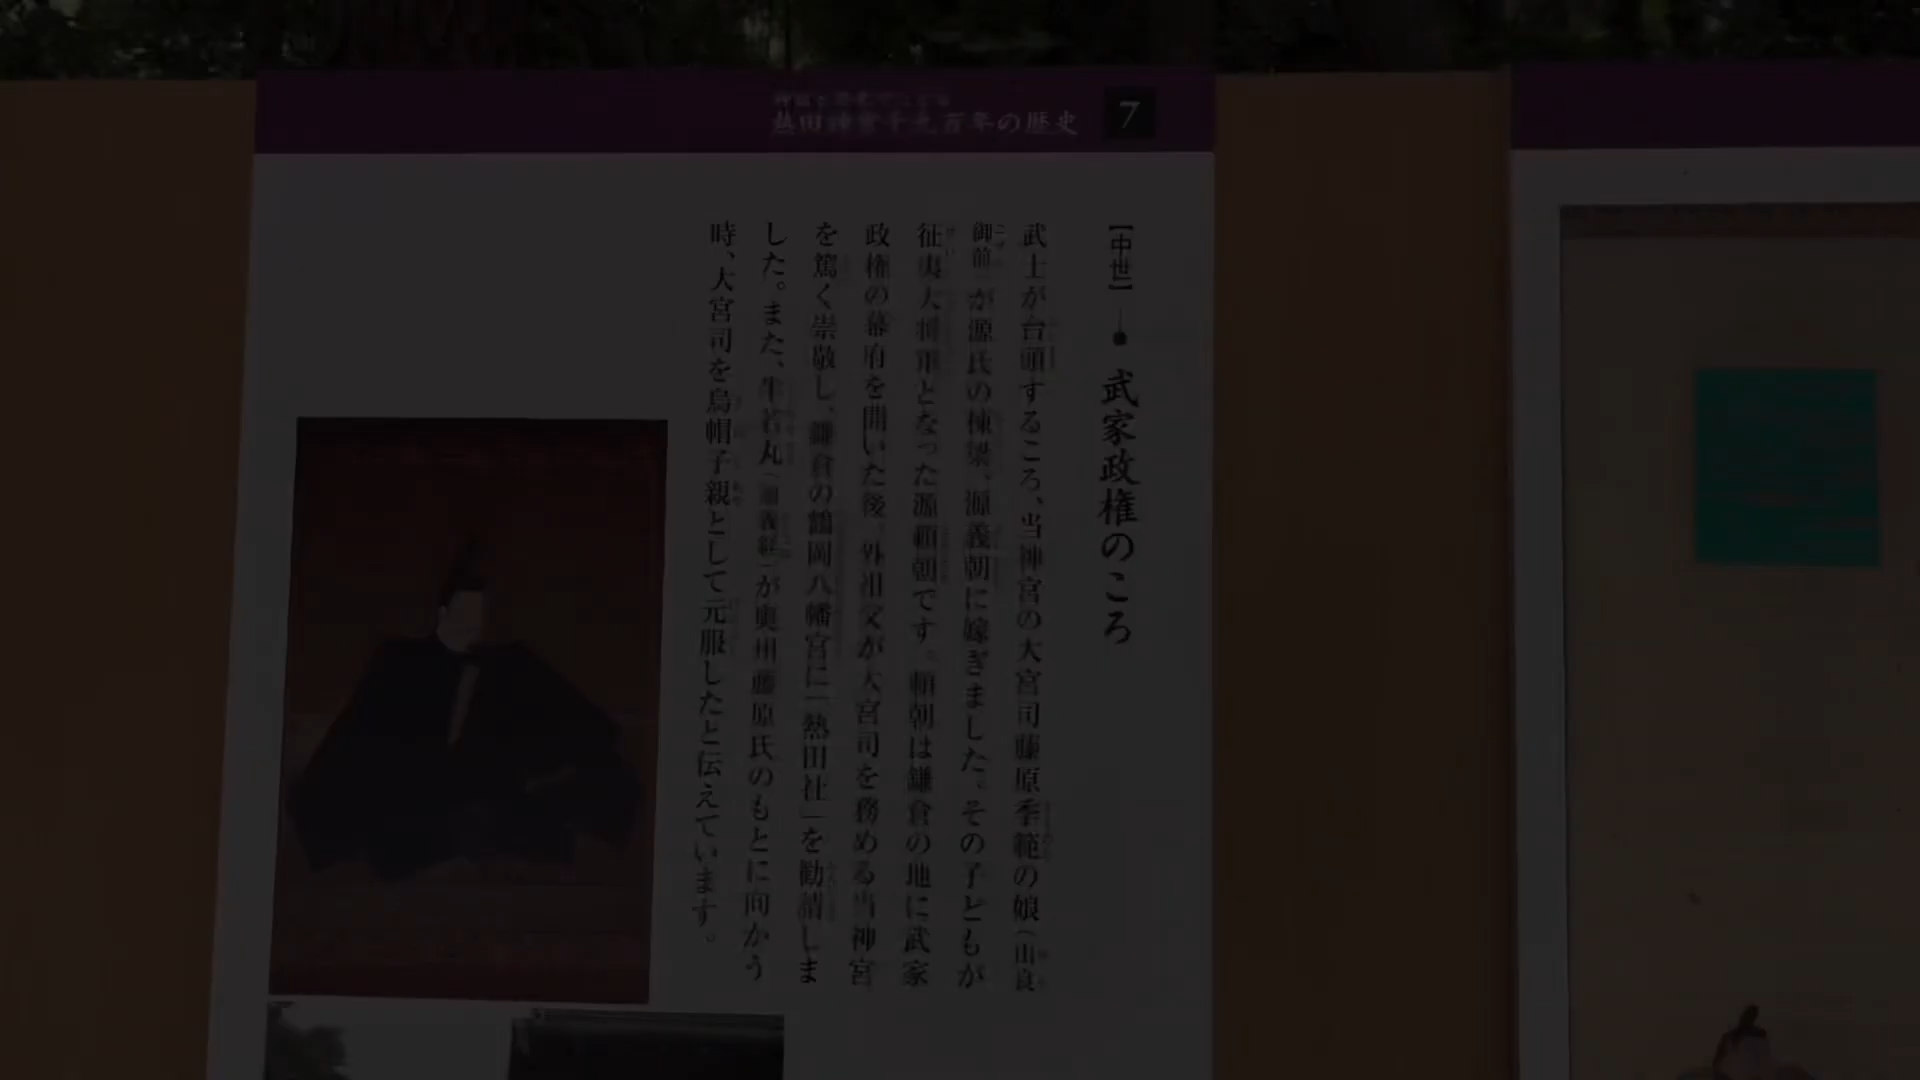 熱田神宮千九百年の歴史
7
【中世】 武家政権のころ
武士が台頭するころ、当神宮の大宮司藤原季範の娘（由良
御前）が源氏の棟梁、源義朝に嫁ぎました。その子どもが
征夷大将軍となった源頼朝です。頼朝は鎌倉の地に武家
政権の幕府を開いた後、外祖父が大宮司を務める当神宮
を篤く崇敬し、鎌倉の鶴岡八幡宮に「熱田社」を勧請しま
した。また、牛若丸（源義経）が奥州藤原氏のもとに向かう
時、大宮司を烏帽子親として元服したと伝えています。